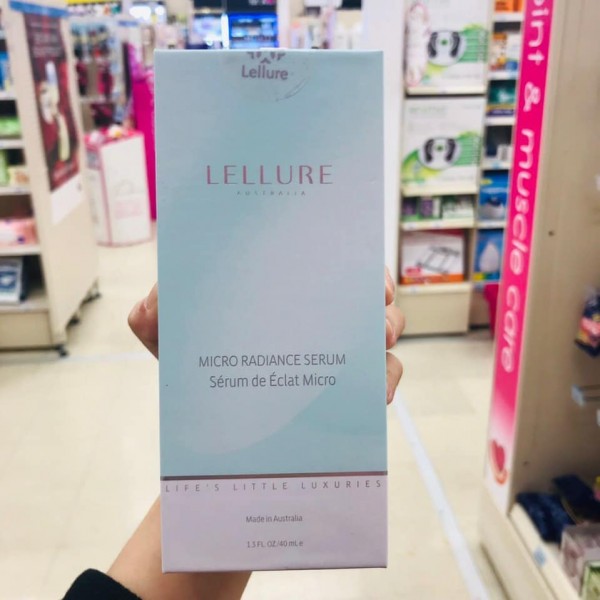 Lellure
LELLURE
AUSTRALIA
MICRO RADIANCE SERUM
Sérum de Éclat Micro
LIFE'S LITTLE LUXURIES
Made in Australia
1.3 FL. OZ/40 mL e
& muscle care